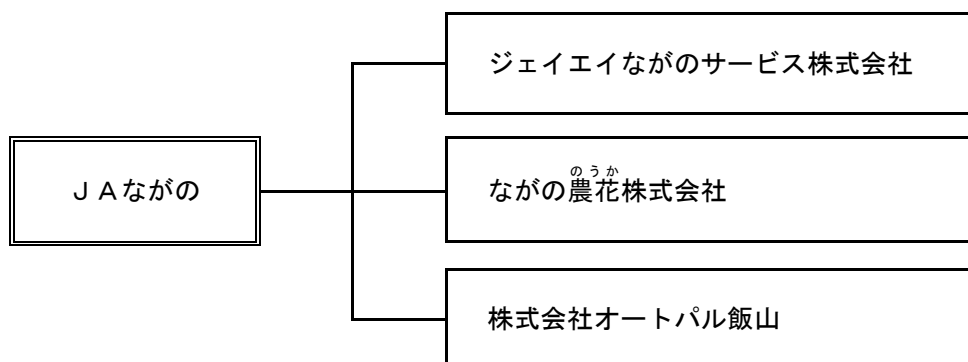 ジェイエイながのサービス株式会社
ＪＡながの
のうか
ながの農花株式会社
株式会社オートパル飯山